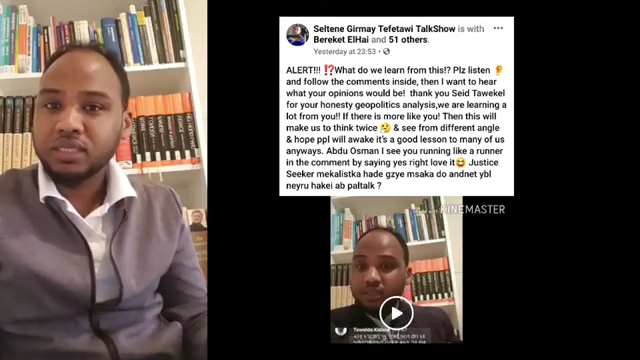 Seltene Girmay Tefetawi TalkShow is with
Bereket ElHai and 51 others.
Yesterday at 23:53
ALERT!!! ⁉️What do we learn from this!? Plz listen 👂
and follow the comments inside, then I want to hear
what your opinions would be! thank you Seid Tawekel
for your honesty geopolitics analysis,we are learning a
lot from you!! If there is more like you! Then this will
make us to think twice 🤔 & see from different angle
& hope ppl will awake it's a good lesson to many of us
anyways. Abdu Osman I see you running like a runner
in the comment by saying yes right love it😅 Justice
Seeker mekalistka hade gzye msaka do andnet ybl
neyru hakei ab paltalk ?
KINEMASTER